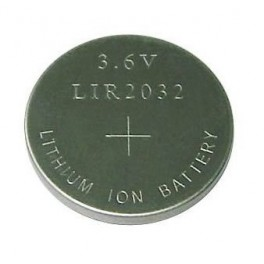 3.6V
LIR2032
+
LITHIUM ION BATTERY